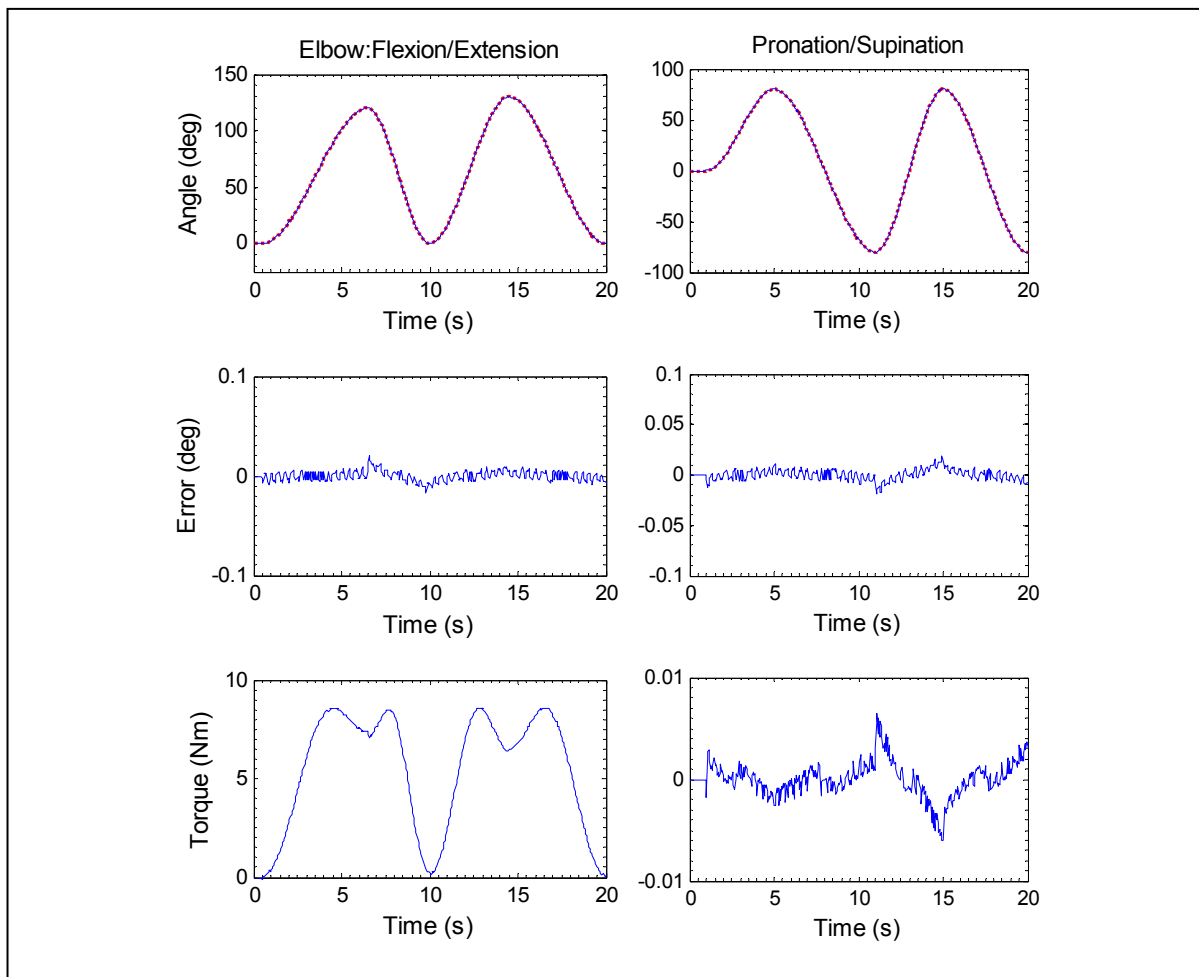 Elbow:Flexion/Extension
Pronation/Supination
Angle (deg)
150
100
50
0
0 5 10 15 20
Time (s)
100
50
0
-50
-100
0 5 10 15 20
Time (s)
Error (deg)
0.1
0
-0.1
0 5 10 15 20
Time (s)
0.1
0.05
0
-0.05
-0.1
0 5 10 15 20
Time (s)
Torque (Nm)
10
5
0
0 5 10 15 20
Time (s)
0.01
0
-0.01
0 5 10 15 20
Time (s)